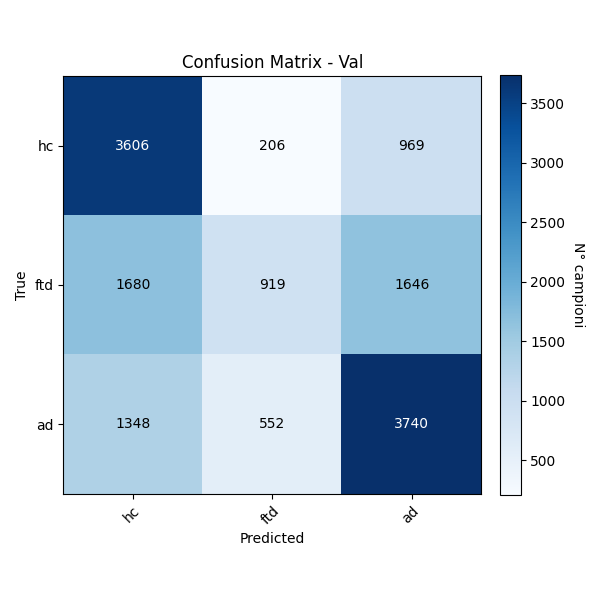 Confusion Matrix - Val
hc 3606 206 969
ftd 1680 919 1646
ad 1348 552 3740
hc ftd ad
Predicted
True
3500
3000
2500
2000
1500
1000
500
N° campioni